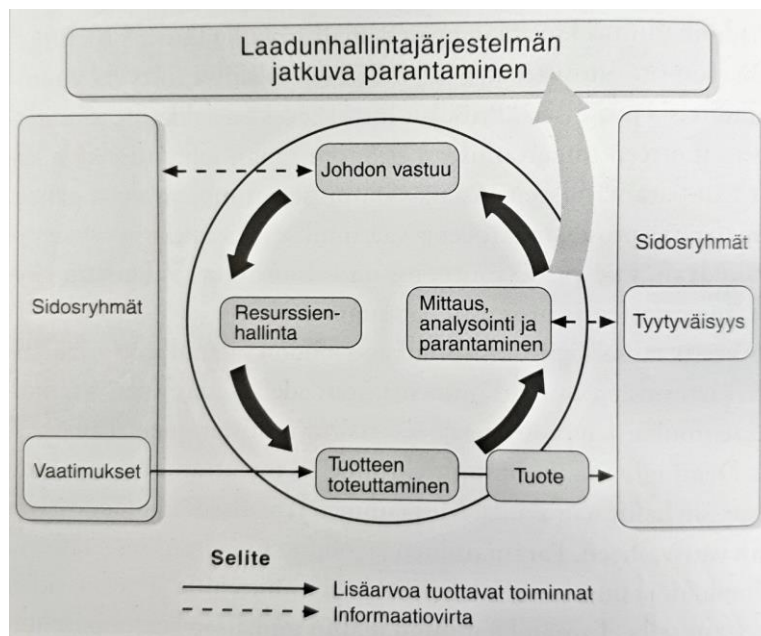 Laadunhallintajärjestelmän
jatkuva parantaminen
Johdon vastuu
Sidosryhmät
Sidosryhmät
Resurssien-
hallinta
Mittaus,
analysointi ja
parantaminen
Tyytyväisyys
Vaatimukset
Tuotteen
toteuttaminen
Tuote
Selite
Lisäarvoa tuottavat toiminnat
Informaatiovirta